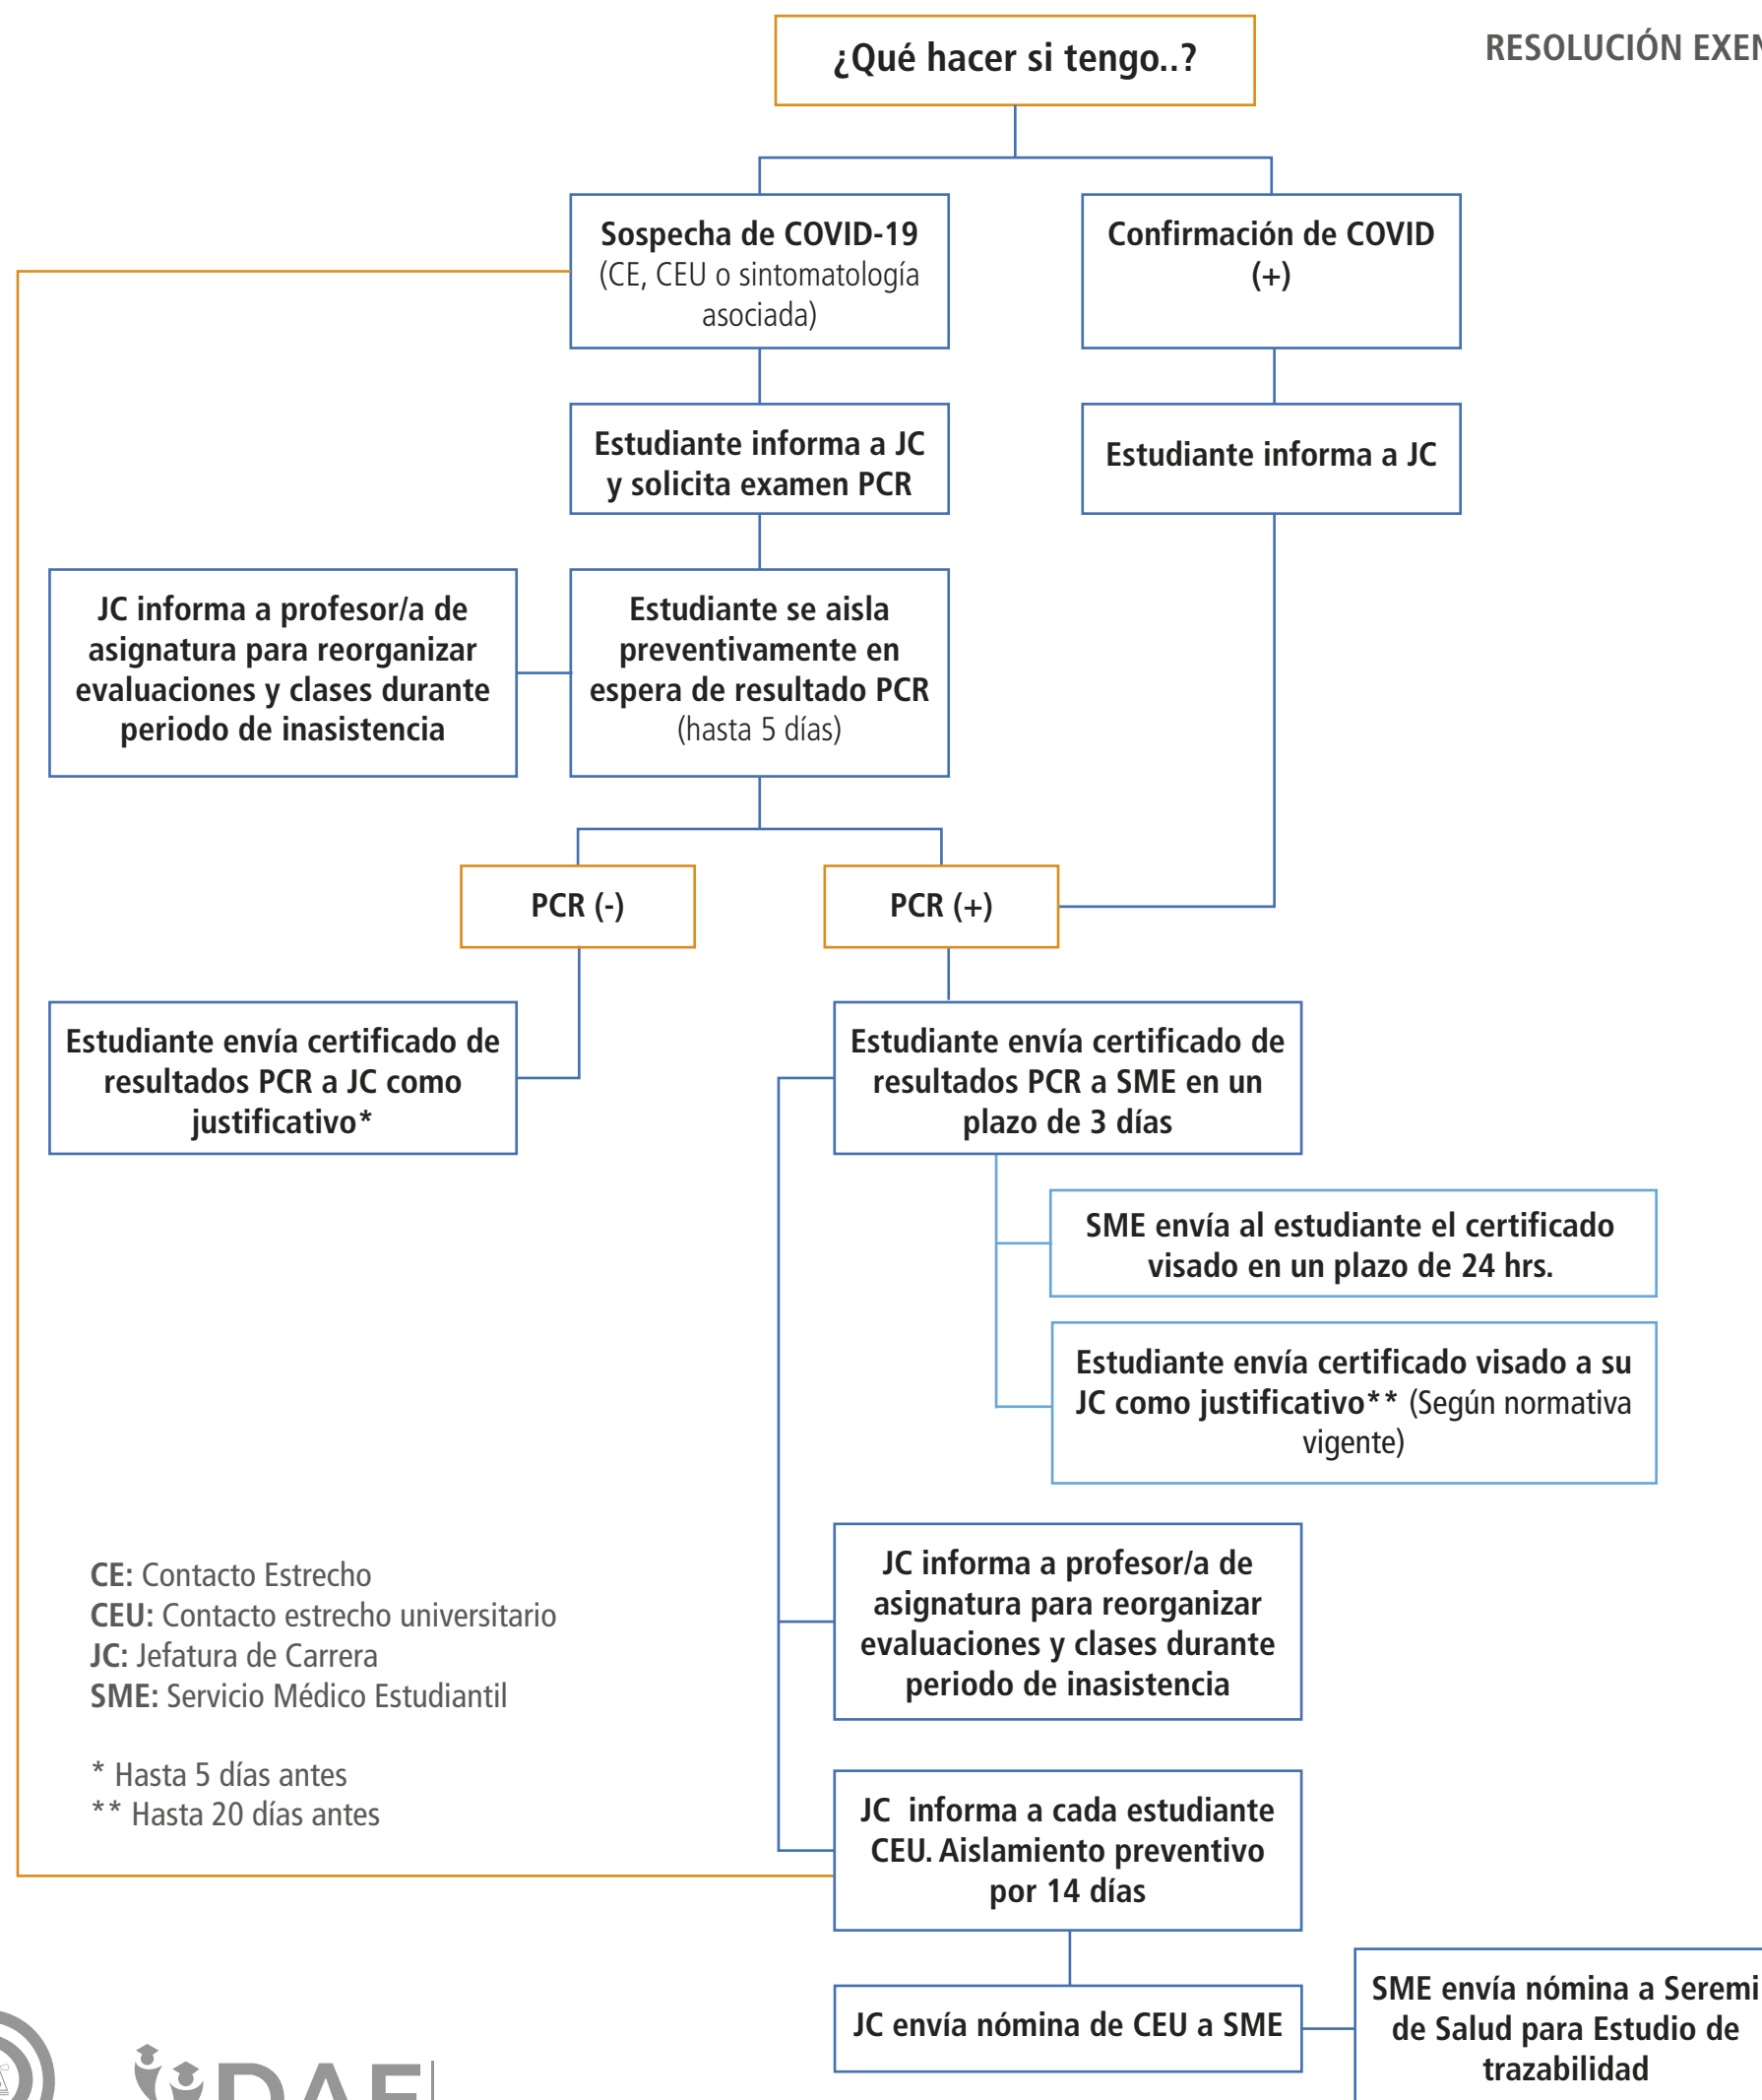 ¿Qué hacer si tengo..?
RESOLUCIÓN
Sospecha de COVID-19
(CE, CEU o sintomatología
asociada)
Confirmación de COVID
(+)
Estudiante informa a JC
y solicita examen PCR
Estudiante informa a JC
JC informa a profesor/a de
asignatura para reorganizar
evaluaciones y clases durante
periodo de inasistencia
Estudiante se aisla
preventivamente en
espera de resultado PCR
(hasta 5 días)
PCR (-)
PCR (+)
Estudiante envía certificado de
resultados PCR a JC como
justificativo*
Estudiante envía certificado de
resultados PCR a SME en un
plazo de 3 días
SME envía al estudiante el certificado
visado en un plazo de 24 hrs.
Estudiante envía certificado visado a su
JC como justificativo** (Según normativa
vigente)
JC informa a profesor/a de
asignatura para reorganizar
evaluaciones y clases durante
periodo de inasistencia
CE: Contacto Estrecho
CEU: Contacto estrecho universitario
JC: Jefatura de Carrera
SME: Servicio Médico Estudiantil
* Hasta 5 días antes
** Hasta 20 días antes
JC informa a cada estudiante
CEU. Aislamiento preventivo
por 14 días
JC envía nómina de CEU a SME
SME envía nómina a Seremi
de Salud para Estudio de
trazabilidad